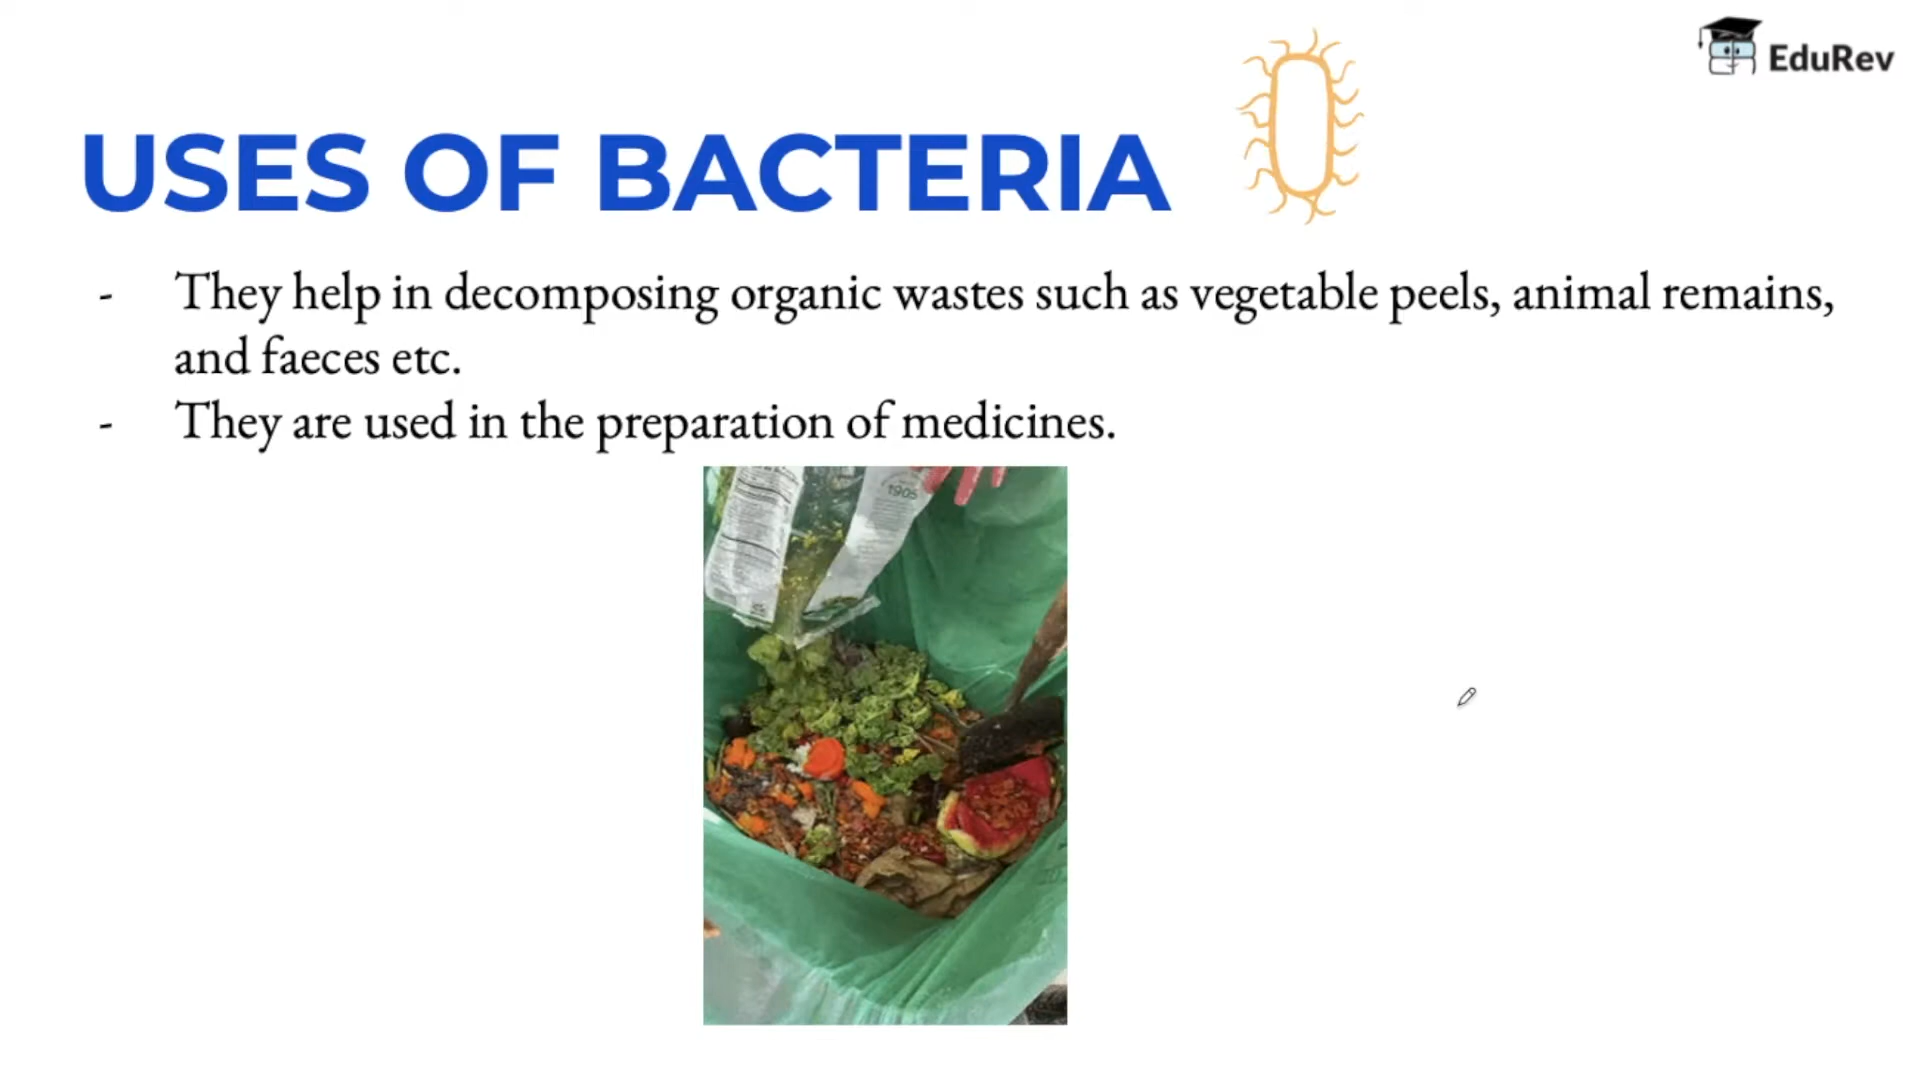 EduRev
USES OF BACTERIA
- They help in decomposing organic wastes such as vegetable peels, animal remains,
and faeces etc.
- They are used in the preparation of medicines.
1905